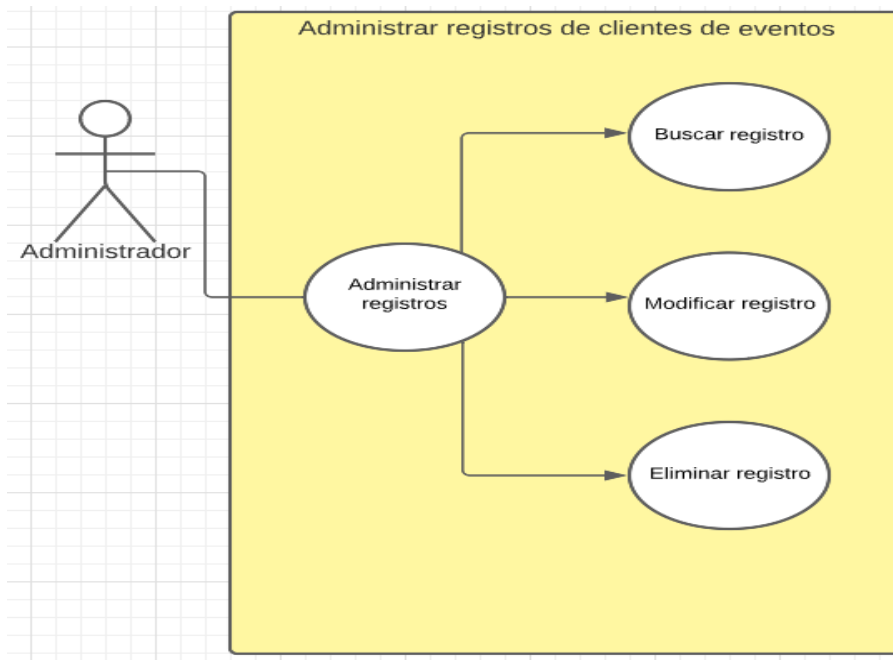 Administrar registros de clientes de eventos
Buscar registro
Administrador
Administrar
registros
Modificar registro
Eliminar registro